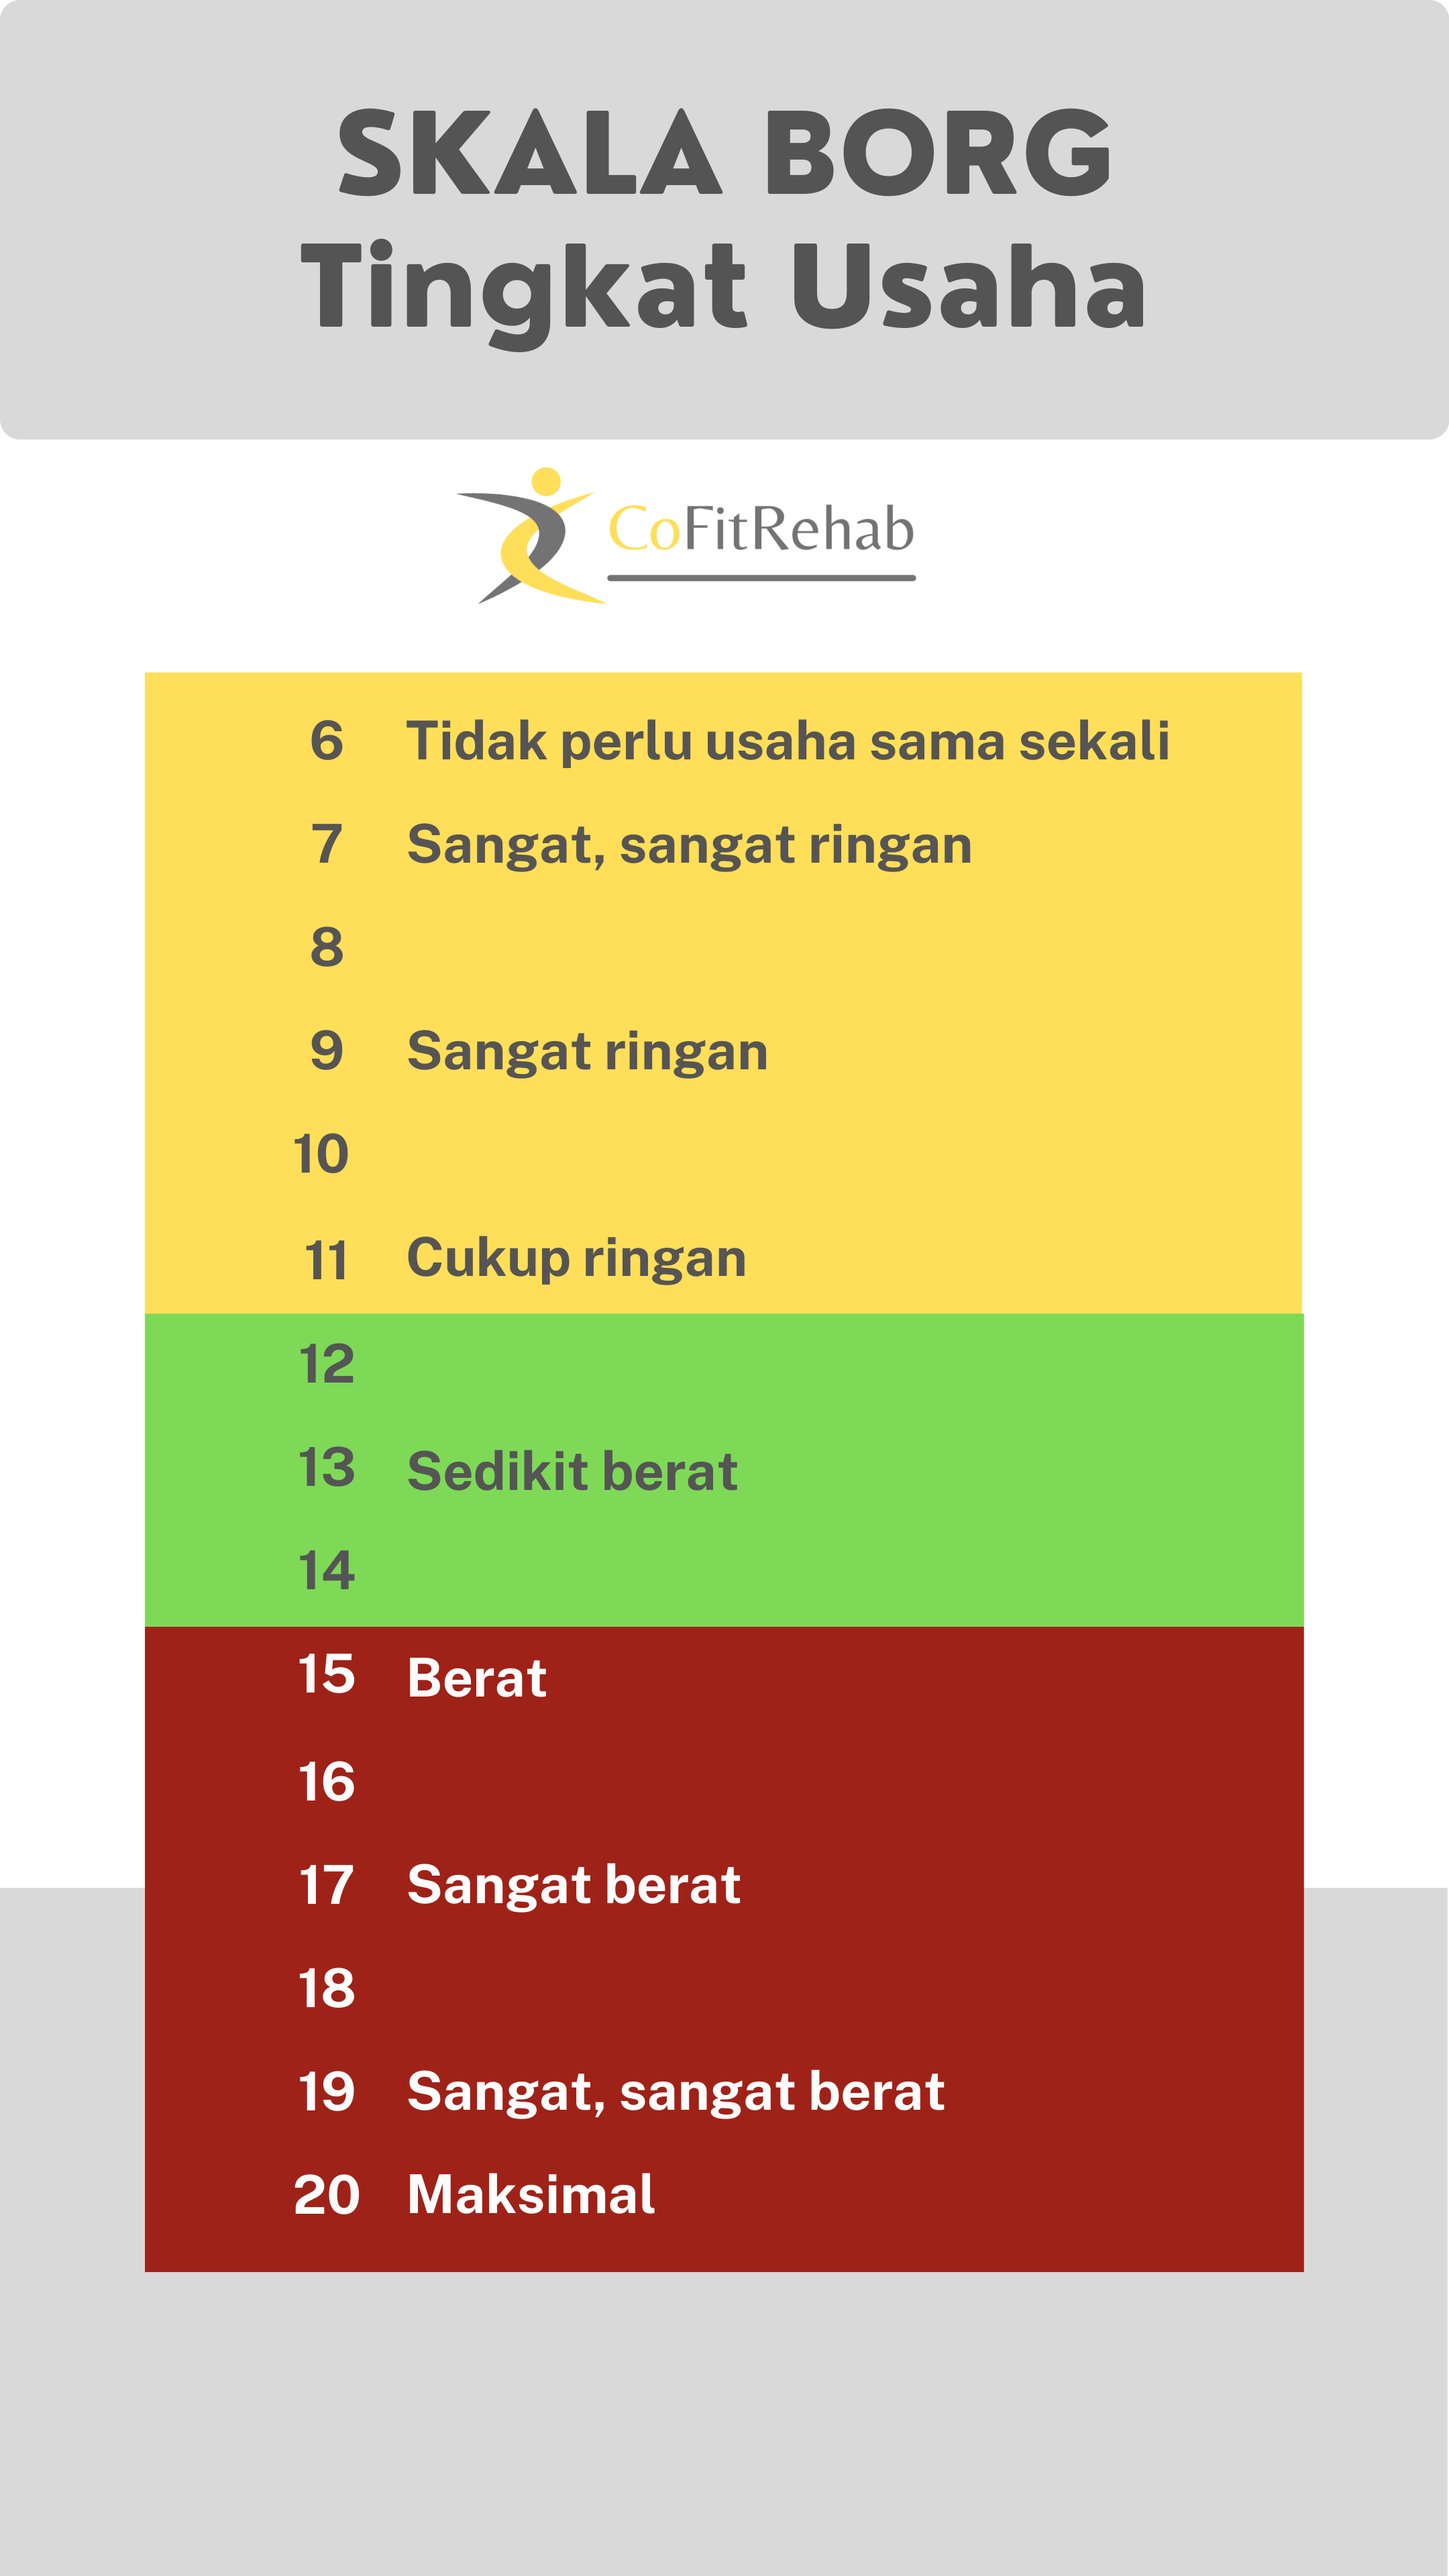 SKALA BORG
Tingkat Usaha
CoFitRehab
6 Tidak perlu usaha sama sekali
7 Sangat, sangat ringan
8
9 Sangat ringan
10
11 Cukup ringan
12
13 Sedikit berat
14
15 Berat
16
17 Sangat berat
18
19 Sangat, sangat berat
20 Maksimal